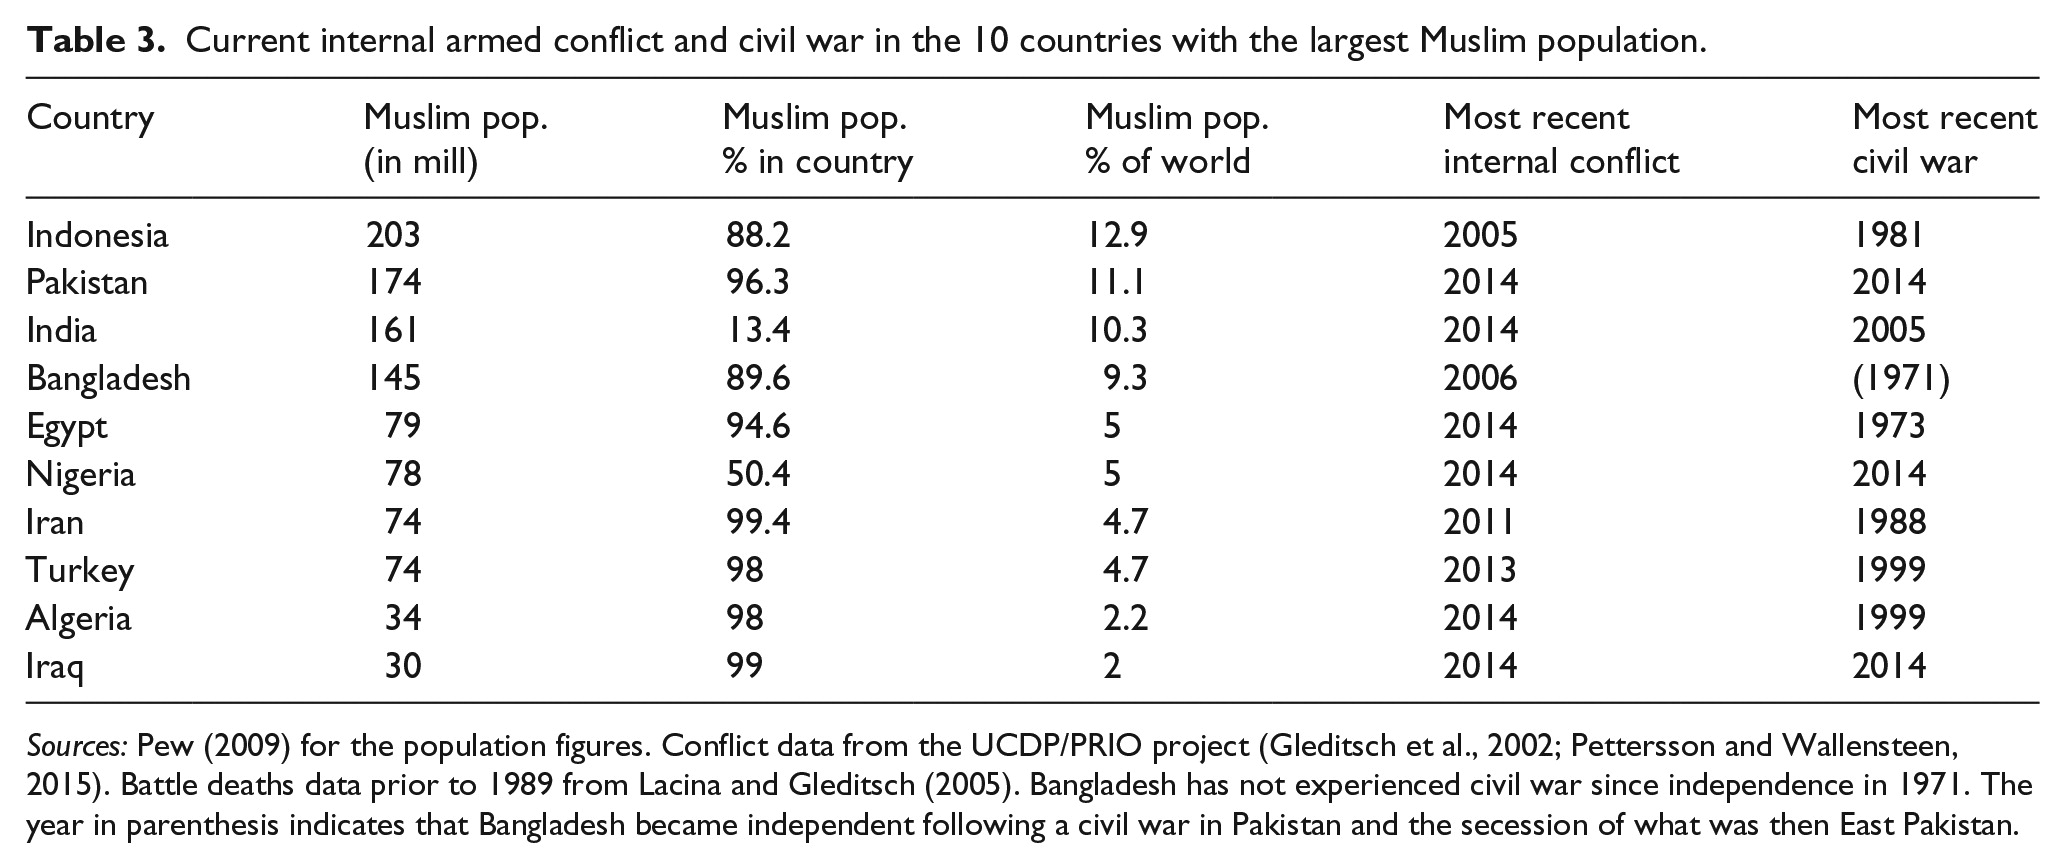 Table 3. Current internal armed conflict and civil war in the 10 countries with the largest Muslim population.
Country Muslim pop. (in mill) Muslim pop. % in country Muslim pop. % of world Most recent internal conflict Most recent civil war
Indonesia 203 88.2 12.9 2005 1981
Pakistan 174 96.3 11.1 2014 2014
India 161 13.4 10.3 2014 2005
Bangladesh 145 89.6 9.3 2006 (1971)
Egypt 79 94.6 5 2014 1973
Nigeria 78 50.4 5 2014 2014
Iran 74 99.4 4.7 2011 1988
Turkey 74 98 4.7 2013 1999
Algeria 34 98 2.2 2014 1999
Iraq 30 99 2 2014 2014
Sources: Pew (2009) for the population figures. Conflict data from the UCDP/PRIO project (Gleditsch et al., 2002; Pettersson and Wallensteen,
2015). Battle deaths data prior to 1989 from Lacina and Gleditsch (2005). Bangladesh has not experienced civil war since independence in 1971. The
year in parenthesis indicates that Bangladesh became independent following a civil war in Pakistan and the secession of what was then East Pakistan.